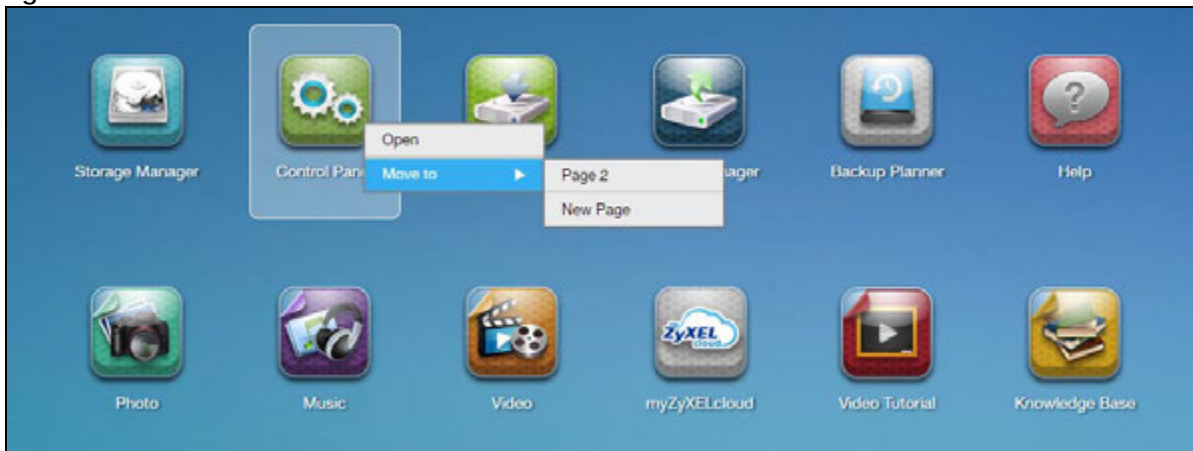 Storage Manager
Control Pan
ager
Backup Planner
Help
Open
Move to
Page 2
New Page
?
Photo
Music
Video
ZyXEL
cloud
myZyXELcloud
Video Tutorial
Knowledge Base